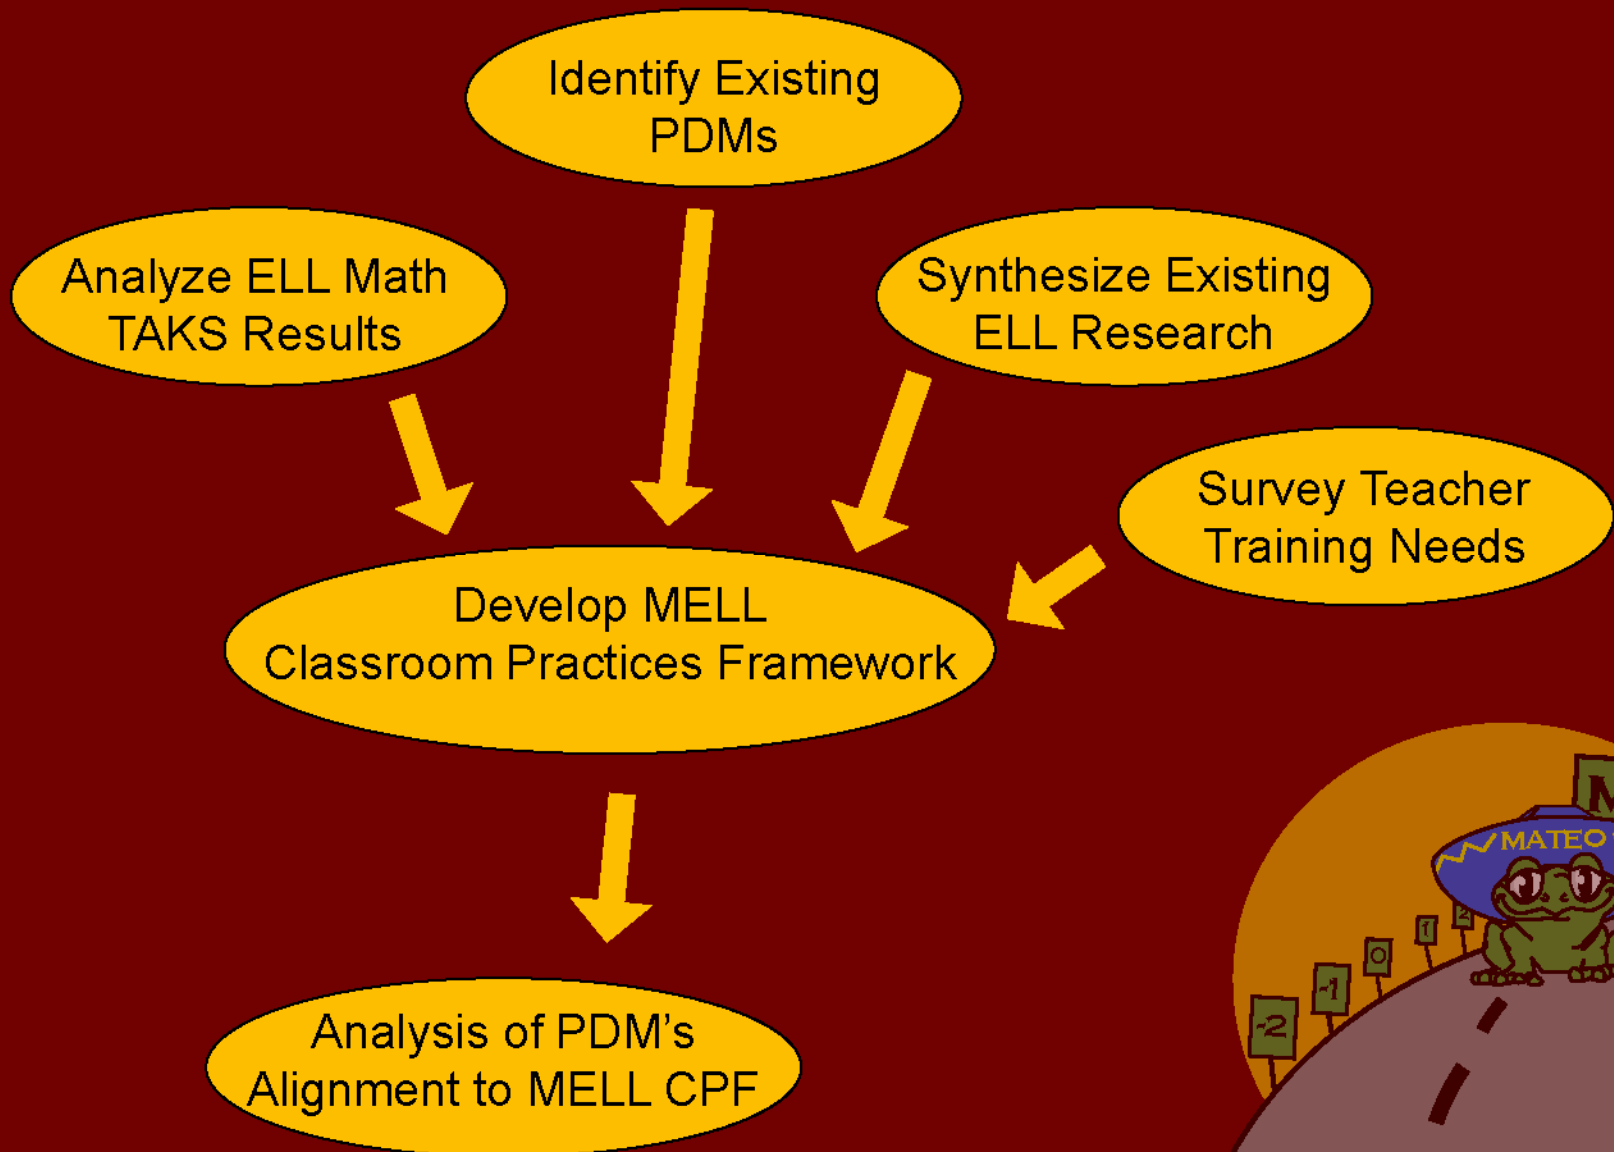 Identify Existing
PDMs
Analyze ELL Math
TAKS Results
Synthesize Existing
ELL Research
Survey Teacher
Training Needs
Develop MELL
Classroom Practices Framework
Analysis of PDM's
Alignment to MELL CPF
MATEO
-2
-1
0
1
2